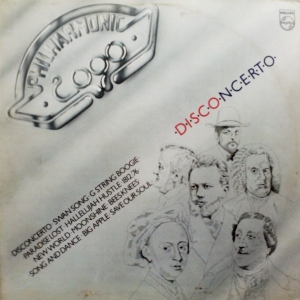 PHILIPS
PHILHARMONIC
2000
·D·I·S·C·O·N·C·E·R·T·O·
DISCONCERTO SWAN SONG G STRING BOOGIE
PARADISE LOST HALLELUJAH HUSTLE 1812.76
NEW WORLD MOONSHINE BEES KNEES
SONG AND DANCE BIG APPLE SAVE OUR SOUL